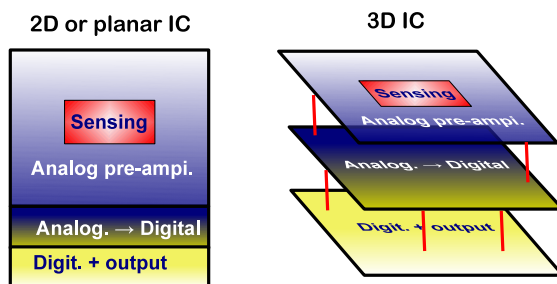 2D or planar IC
Sensing
Analog pre-ampi.
Analog. → Digital
Digit. + output
3D IC
Sensing
Analog pre-ampi.
Analog. → Digital
Digit. + output